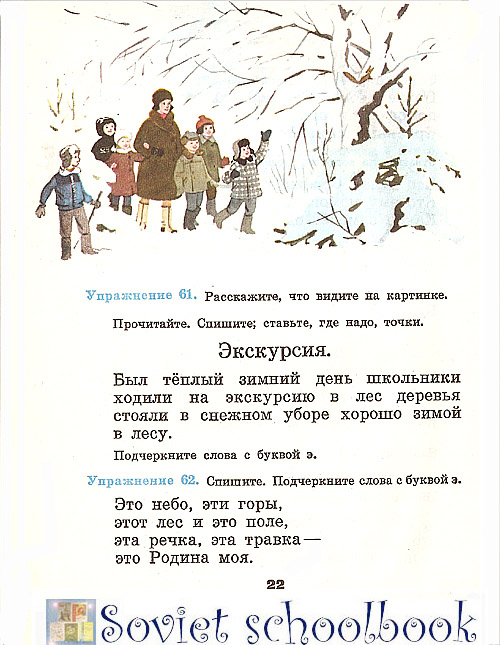 Упражнение 61. Расскажите, что видите на картинке.
Прочитайте. Спишите; ставьте, где надо, точки.
Экскурсия.
Был тёплый зимний день школьники
ходили на экскурсию в лес деревья
стояли в снежном уборе хорошо зимой
в лесу.
Подчеркните слова с буквой э.
Упражнение 62. Спишите. Подчеркните слова с буквой э.
Это небо, эти горы,
этот лес и это поле,
эта речка, эта травка —
это Родина моя.
22
Soviet schoolbook